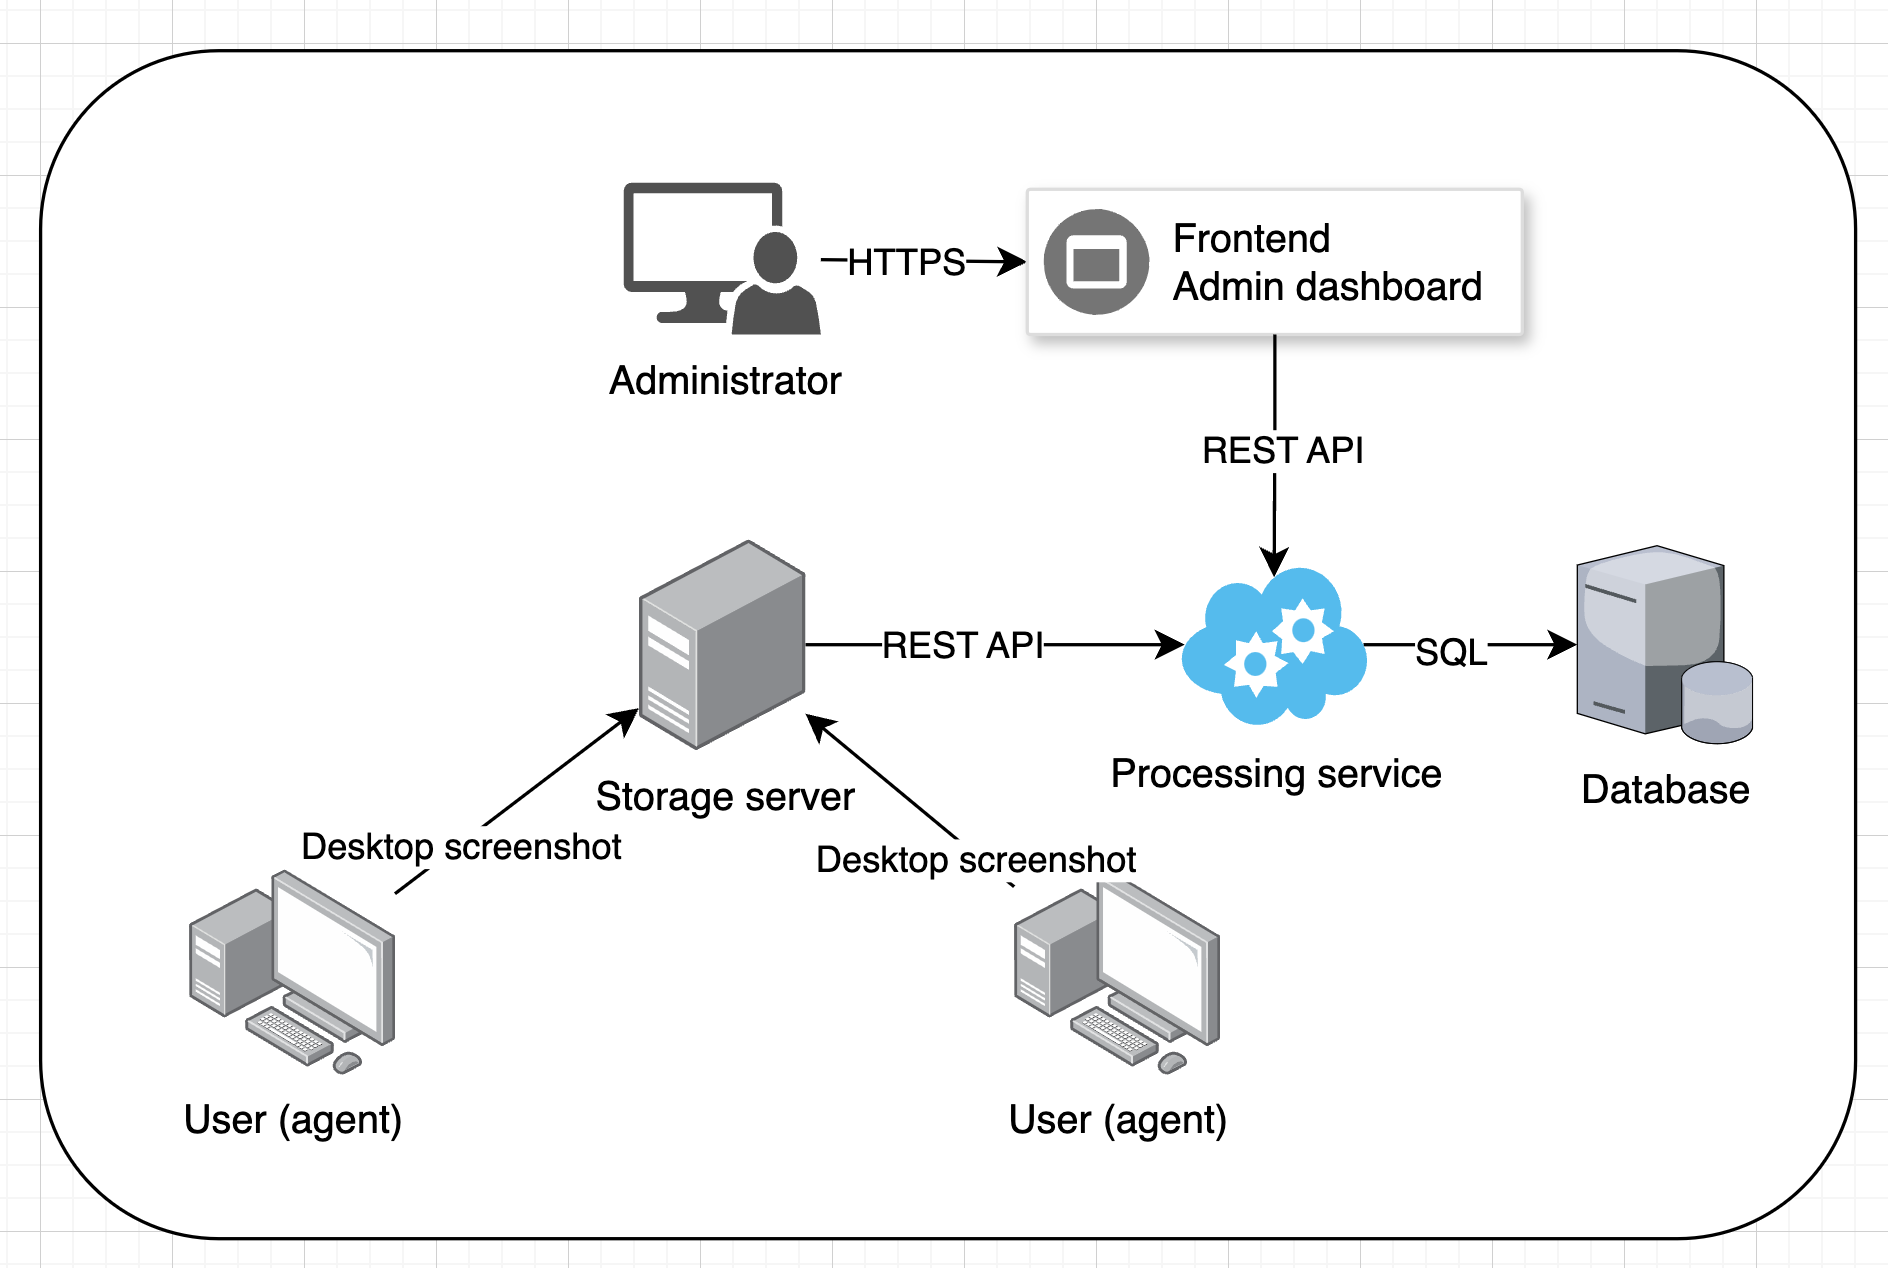 HTTPS
Frontend
Admin dashboard
Administrator
REST API
REST API
SQL
Processing service
Database
Storage server
Desktop screenshot
Desktop screenshot
User (agent)
User (agent)